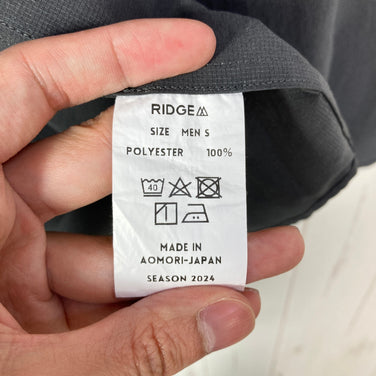 RIDGE
SIZE MEN S
POLYESTER 100%
40
MADE IN
AOMORI-JAPAN
SEASON 2024